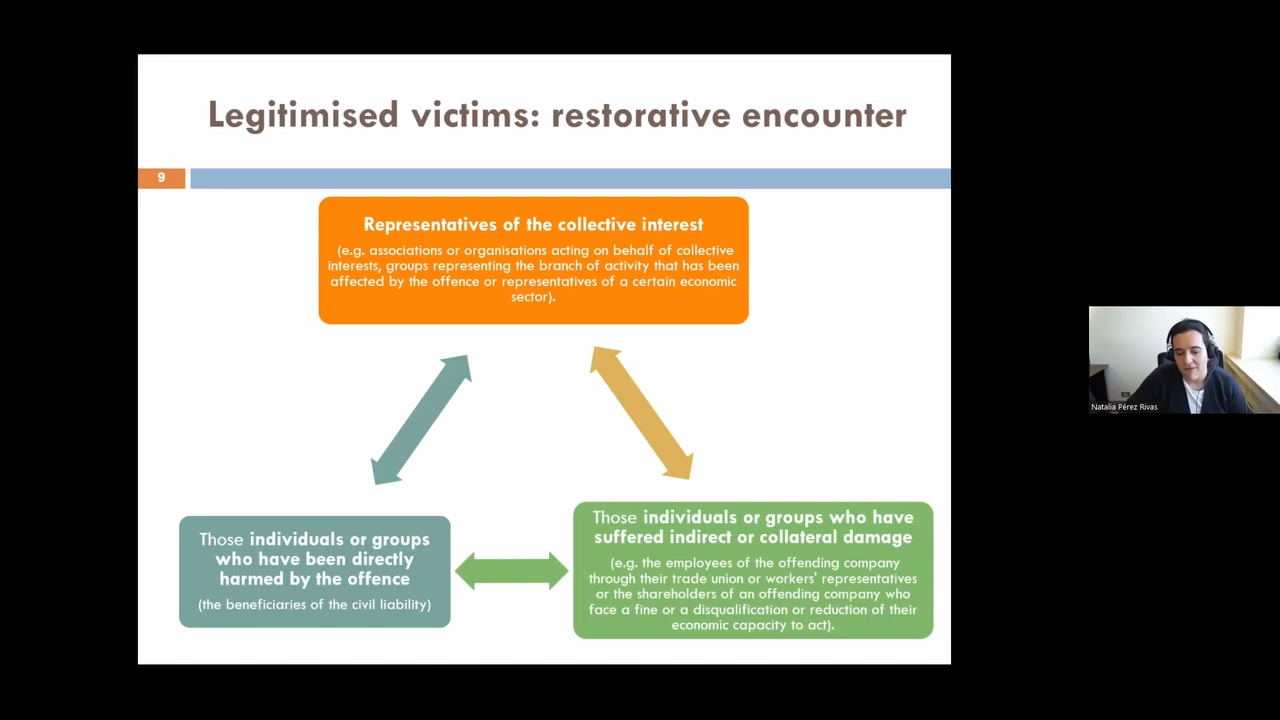 Legitimised victims: restorative encounter
9
Representatives of the collective interest
(e.g. associations or organisations acting on behalf of collective
interests, groups representing the branch of activity that has been
affected by the offence or representatives of a certain economic
sector).
Those individuals or groups
who have been directly
harmed by the offence
(the beneficiaries of the civil liability)
Those individuals or groups who have
suffered indirect or collateral damage
(e.g. the employees of the offending company
through their trade union or workers' representatives
or the shareholders of an offending company who
face a fine or a disqualification or reduction of their
economic capacity to act).
Natalia Pérez Rivas